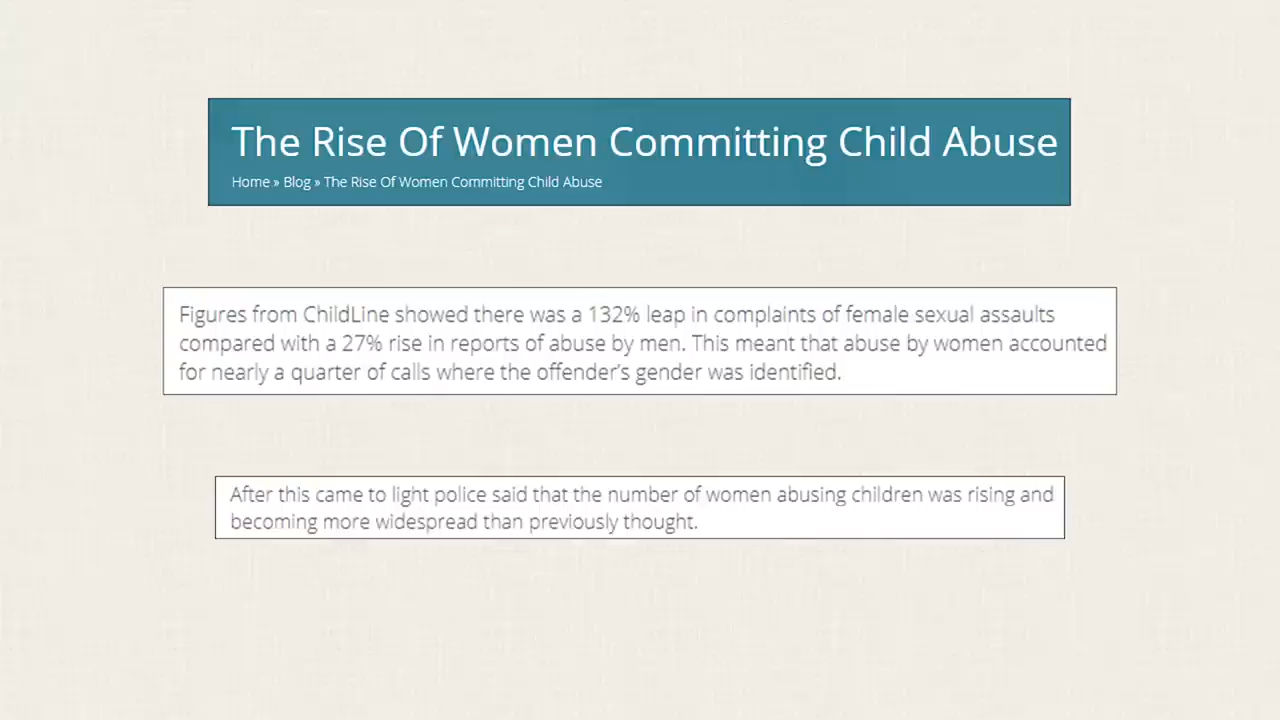 The Rise Of Women Committing Child Abuse
Home » Blog » The Rise Of Women Committing Child Abuse
Figures from ChildLine showed there was a 132% leap in complaints of female sexual assaults
compared with a 27% rise in reports of abuse by men. This meant that abuse by women accounted
for nearly a quarter of calls where the offender’s gender was identified.
After this came to light police said that the number of women abusing children was rising and
becoming more widespread than previously thought.